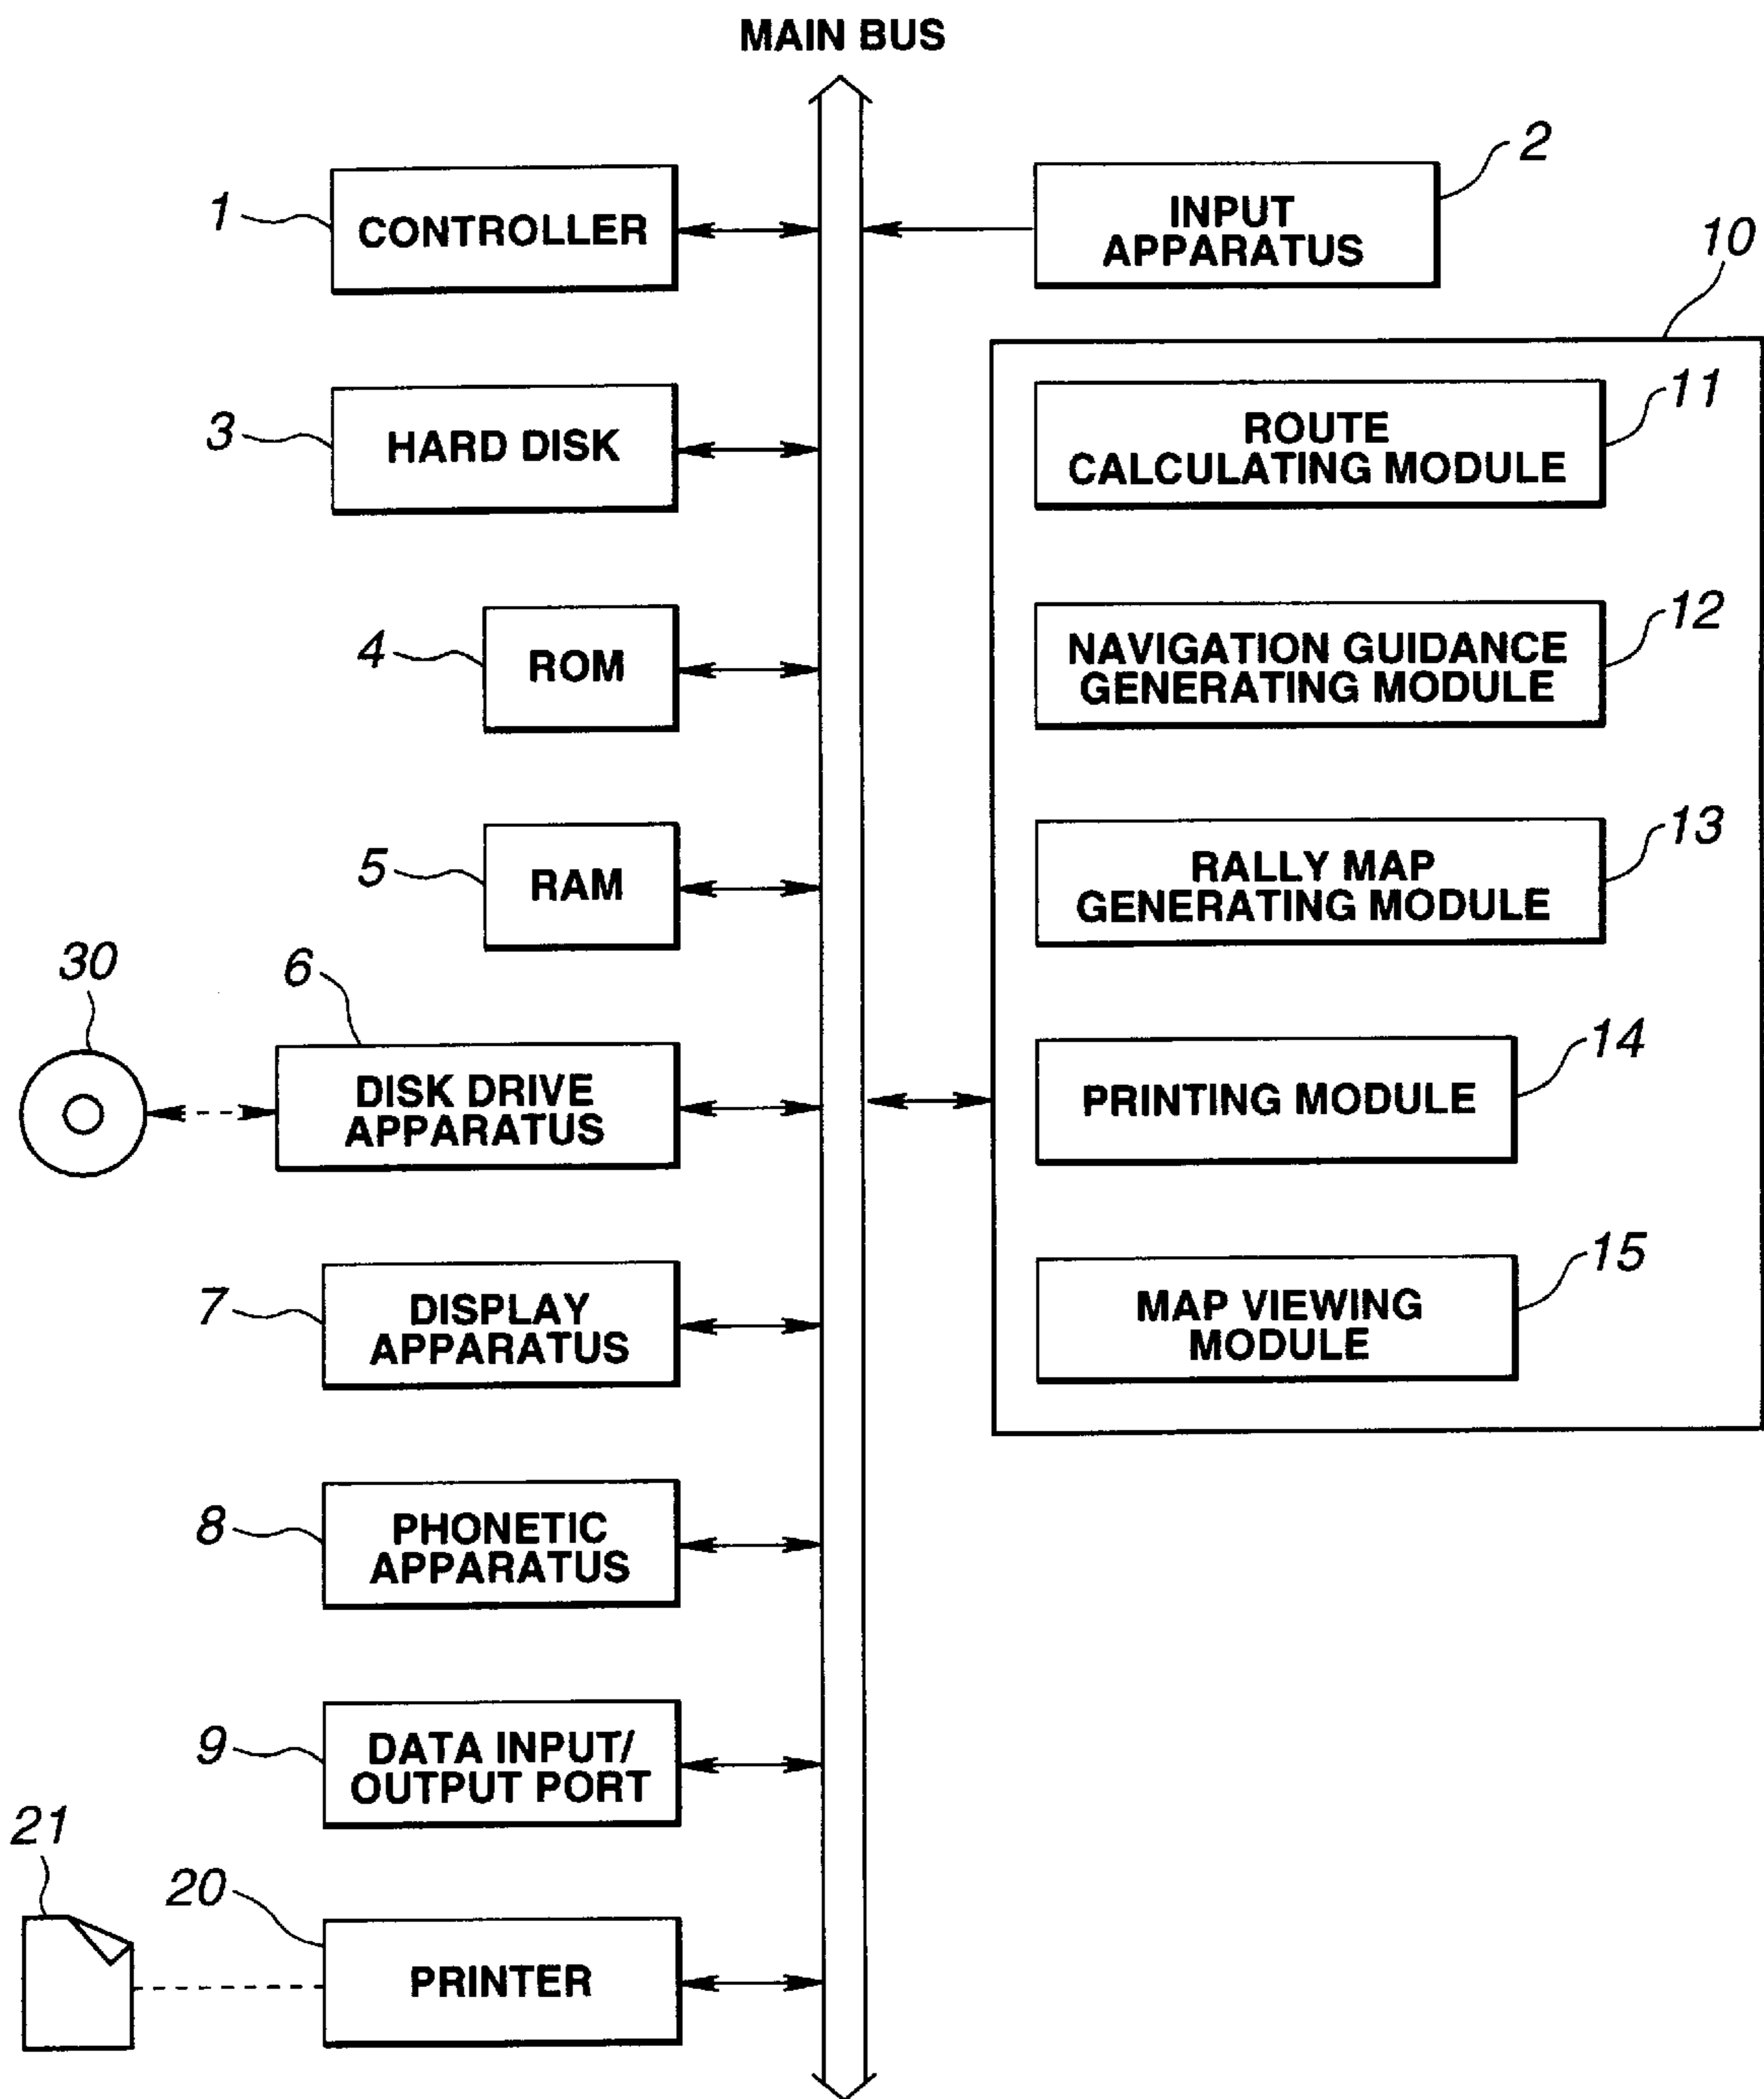 MAIN BUS
1
CONTROLLER
2
INPUT
APPARATUS
10
3
HARD DISK
11
ROUTE
CALCULATING MODULE
4
ROM
12
NAVIGATION GUIDANCE
GENERATING MODULE
5
RAM
13
RALLY MAP
GENERATING MODULE
30
6
DISK DRIVE
APPARATUS
14
PRINTING MODULE
7
DISPLAY
APPARATUS
15
MAP VIEWING
MODULE
8
PHONETIC
APPARATUS
9
DATA INPUT/
OUTPUT PORT
21
20
PRINTER